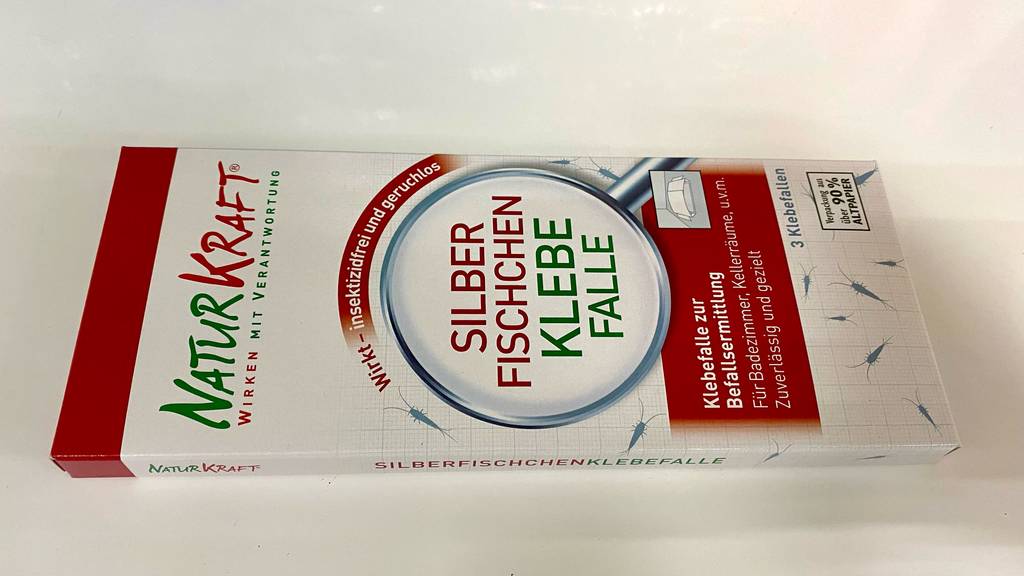 NATURKRAFT®
WIRKEN MIT VERANTWORTUNG
Wirkt – insektizidfrei und geruchlos
SILBER
FISCHCHEN
KLEBE
FALLE
Klebefalle zur
Befallsermittlung
Für Badezimmer, Kellerräume, u.v.m.
Zuverlässig und gezielt
3 Klebefallen
Verpackung aus
über 90 %
ALTPAPIER
NATURKRAFT®
SILBERFISCHCHENKLEBEFALLE